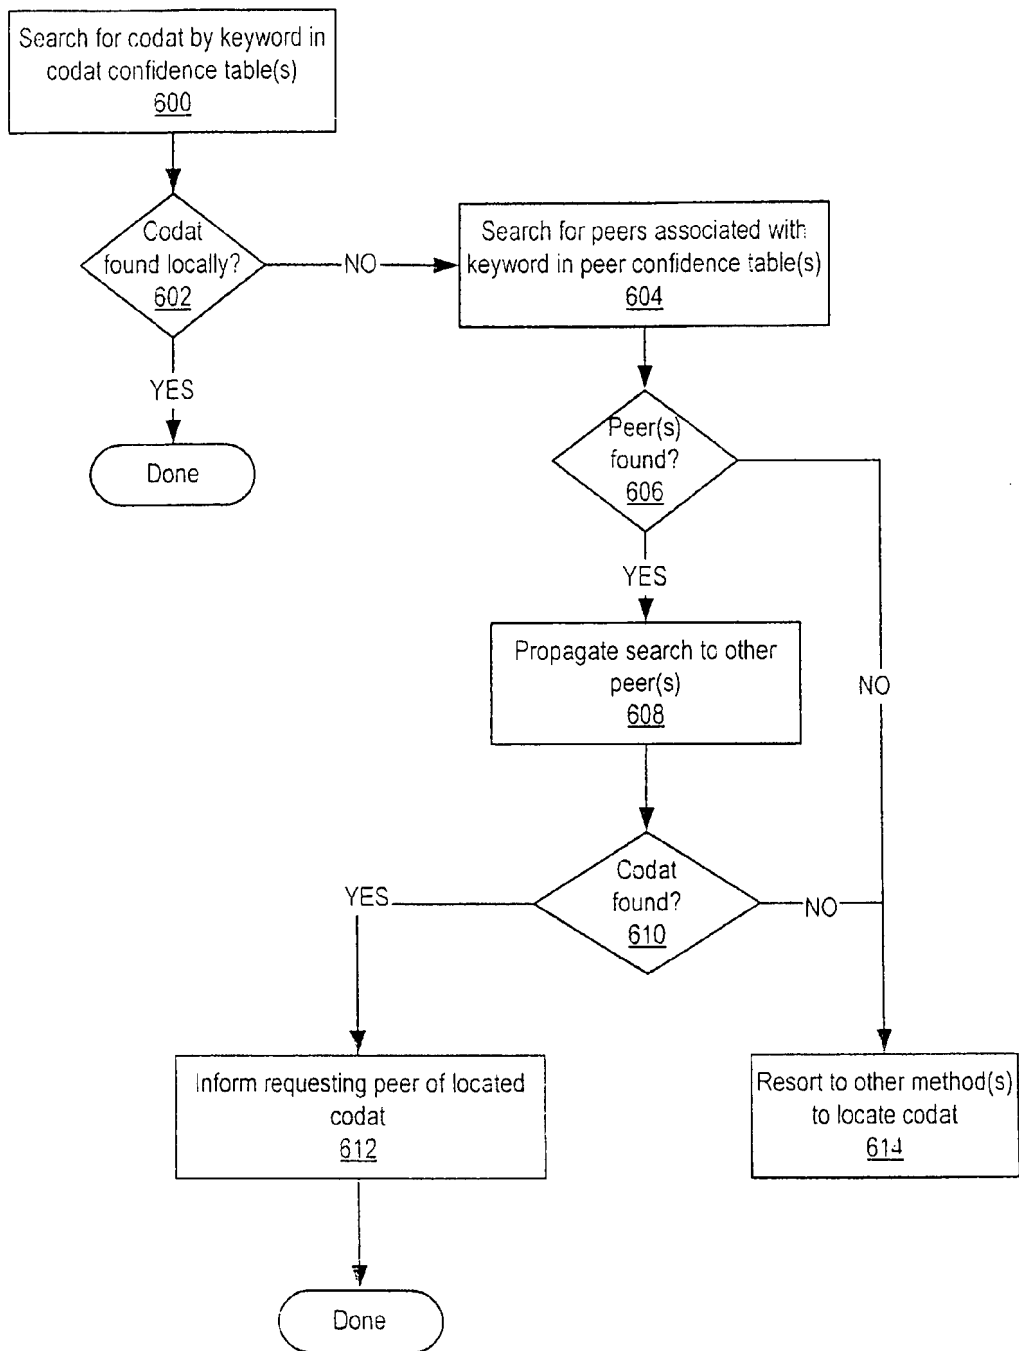 Search for codat by keyword in
codat confidence table(s)
600
Codat
found locally?
602
NO
Search for peers associated with
keyword in peer confidence table(s)
604
YES
Done
Peer(s)
found?
606
YES
NO
Propagate search to other
peer(s)
608
Codat
found?
610
YES
NO
Inform requesting peer of located
codat
612
Resort to other method(s)
to locate codat
614
Done